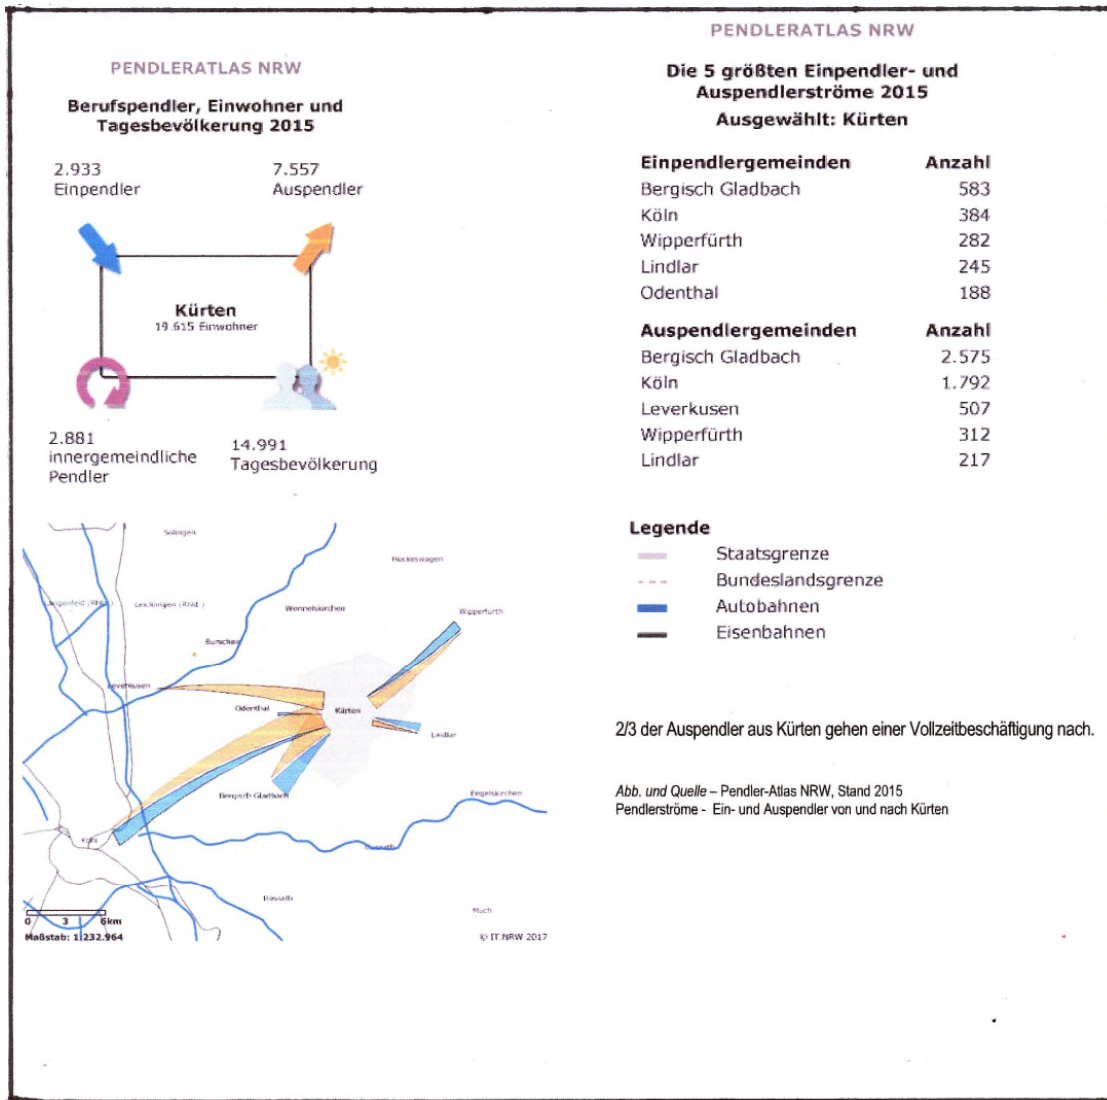 PENDLERATLAS NRW
Berufspendler, Einwohner und
Tagesbevölkerung 2015
2.933
Einpendler
7.557
Auspendler
Kürten
19.615 Einwohner
2.881
innergemeindliche
Pendler
14.991
Tagesbevölkerung
PENDLERATLAS NRW
Die 5 größten Einpendler- und
Auspendlerströme 2015
Ausgewählt: Kürten
Einpendlergemeinden Anzahl
Bergisch Gladbach 583
Köln 384
Wipperfürth 282
Lindlar 245
Odenthal 188
Auspendlergemeinden Anzahl
Bergisch Gladbach 2.575
Köln 1.792
Leverkusen 507
Wipperfürth 312
Lindlar 217
Solingen
Hückeswagen
Langenfeld (Rhld.)
Leichlingen (Rhld.)
Wermelskirchen
Wipperfürth
Burscheid
Leverkusen
Odenthal
Kürten
Lindlar
Bergisch Gladbach
Engelskirchen
Köln
Overath
Rösrath
Much
0 3 6km
Maßstab: 1:232.964
© IT.NRW 2017
Legende
Staatsgrenze
Bundeslandsgrenze
Autobahnen
Eisenbahnen
2/3 der Auspendler aus Kürten gehen einer Vollzeitbeschäftigung nach.
Abb. und Quelle – Pendler-Atlas NRW, Stand 2015
Pendlerströme - Ein- und Auspendler von und nach Kürten